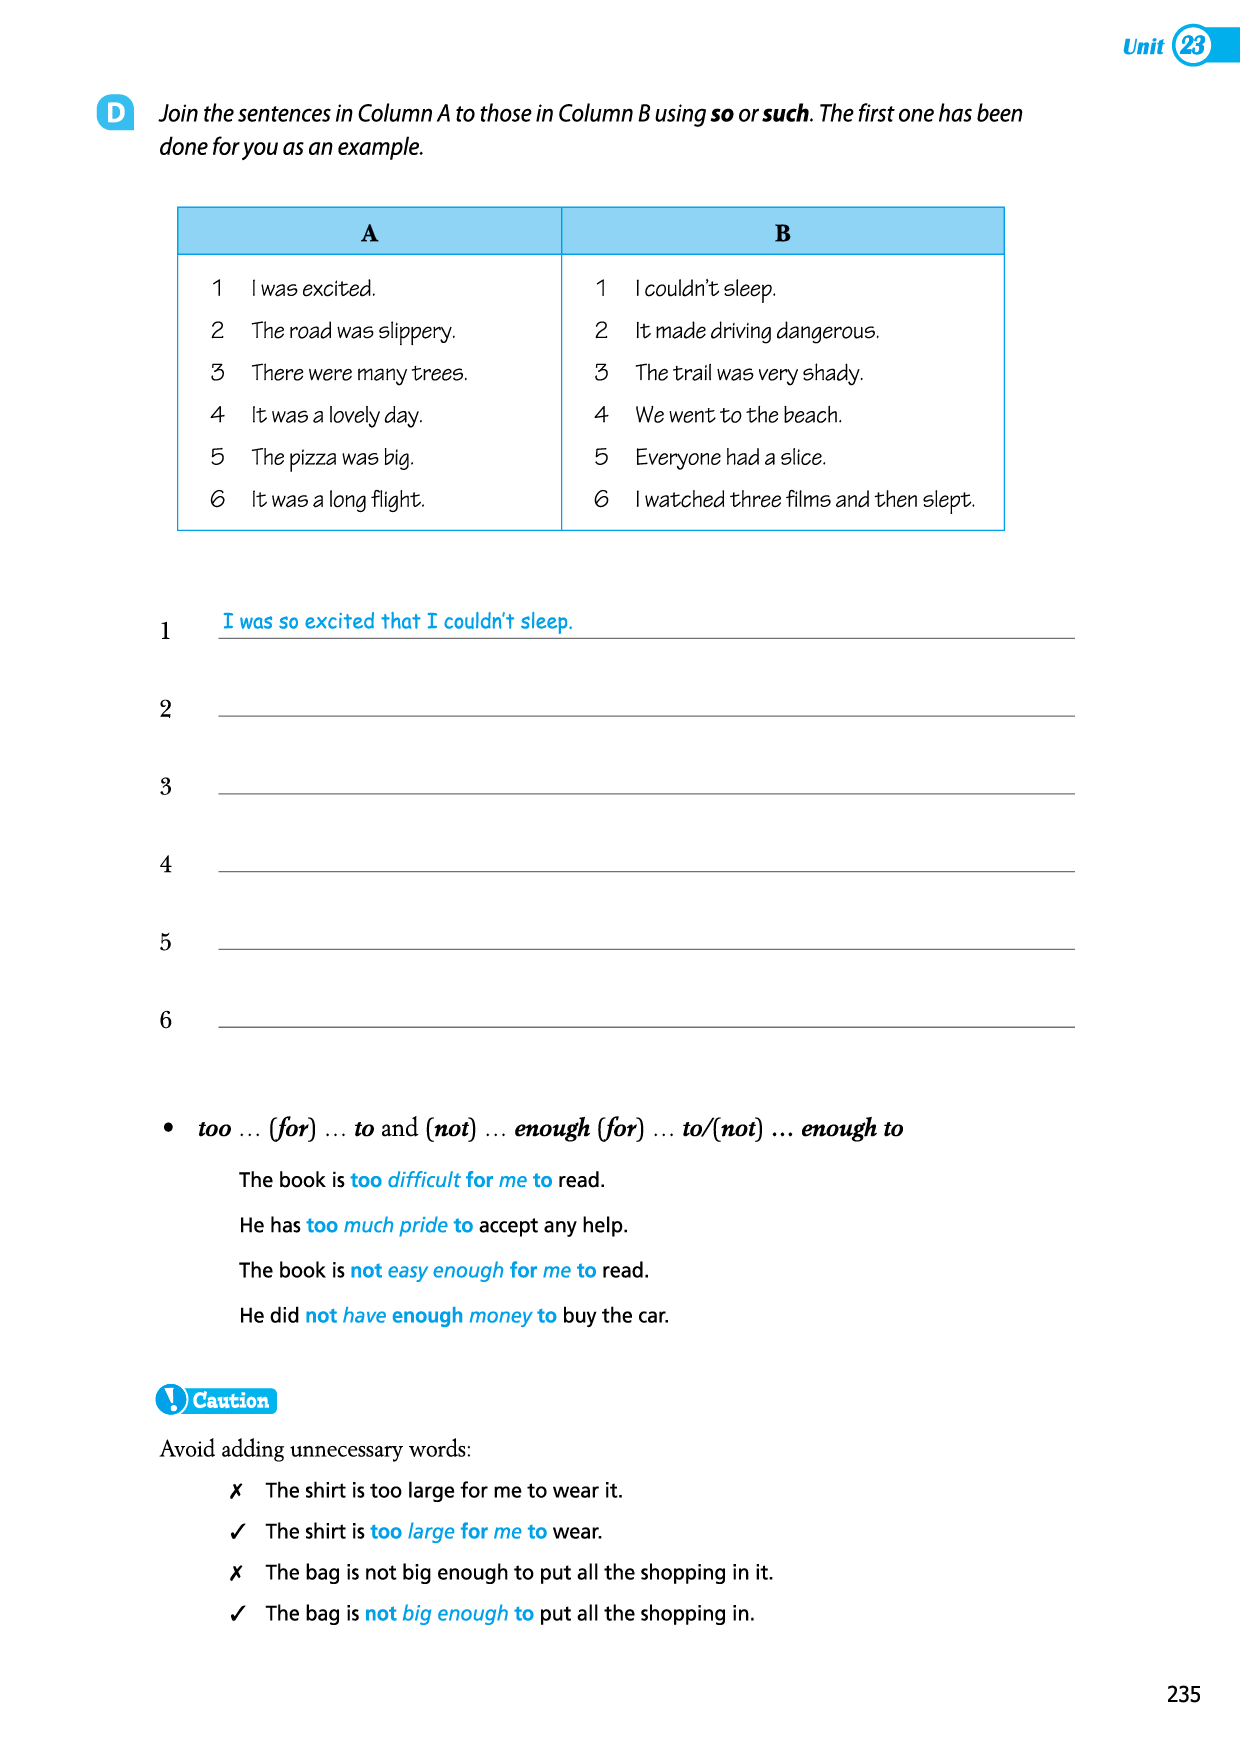 Unit 23
D Join the sentences in Column A to those in Column B using so or such. The first one has been
done for you as an example.
A B
1 I was excited. 1 I couldn't sleep.
2 The road was slippery. 2 It made driving dangerous.
3 There were many trees. 3 The trail was very shady.
4 It was a lovely day. 4 We went to the beach.
5 The pizza was big. 5 Everyone had a slice.
6 It was a long flight. 6 I watched three films and then slept.
1 I was so excited that I couldn't sleep.
2
3
4
5
6
• too … (for) … to and (not) … enough (for) … to/(not) … enough to
The book is too difficult for me to read.
He has too much pride to accept any help.
The book is not easy enough for me to read.
He did not have enough money to buy the car.
! Caution
Avoid adding unnecessary words:
✗ The shirt is too large for me to wear it.
✓ The shirt is too large for me to wear.
✗ The bag is not big enough to put all the shopping in it.
✓ The bag is not big enough to put all the shopping in.
235